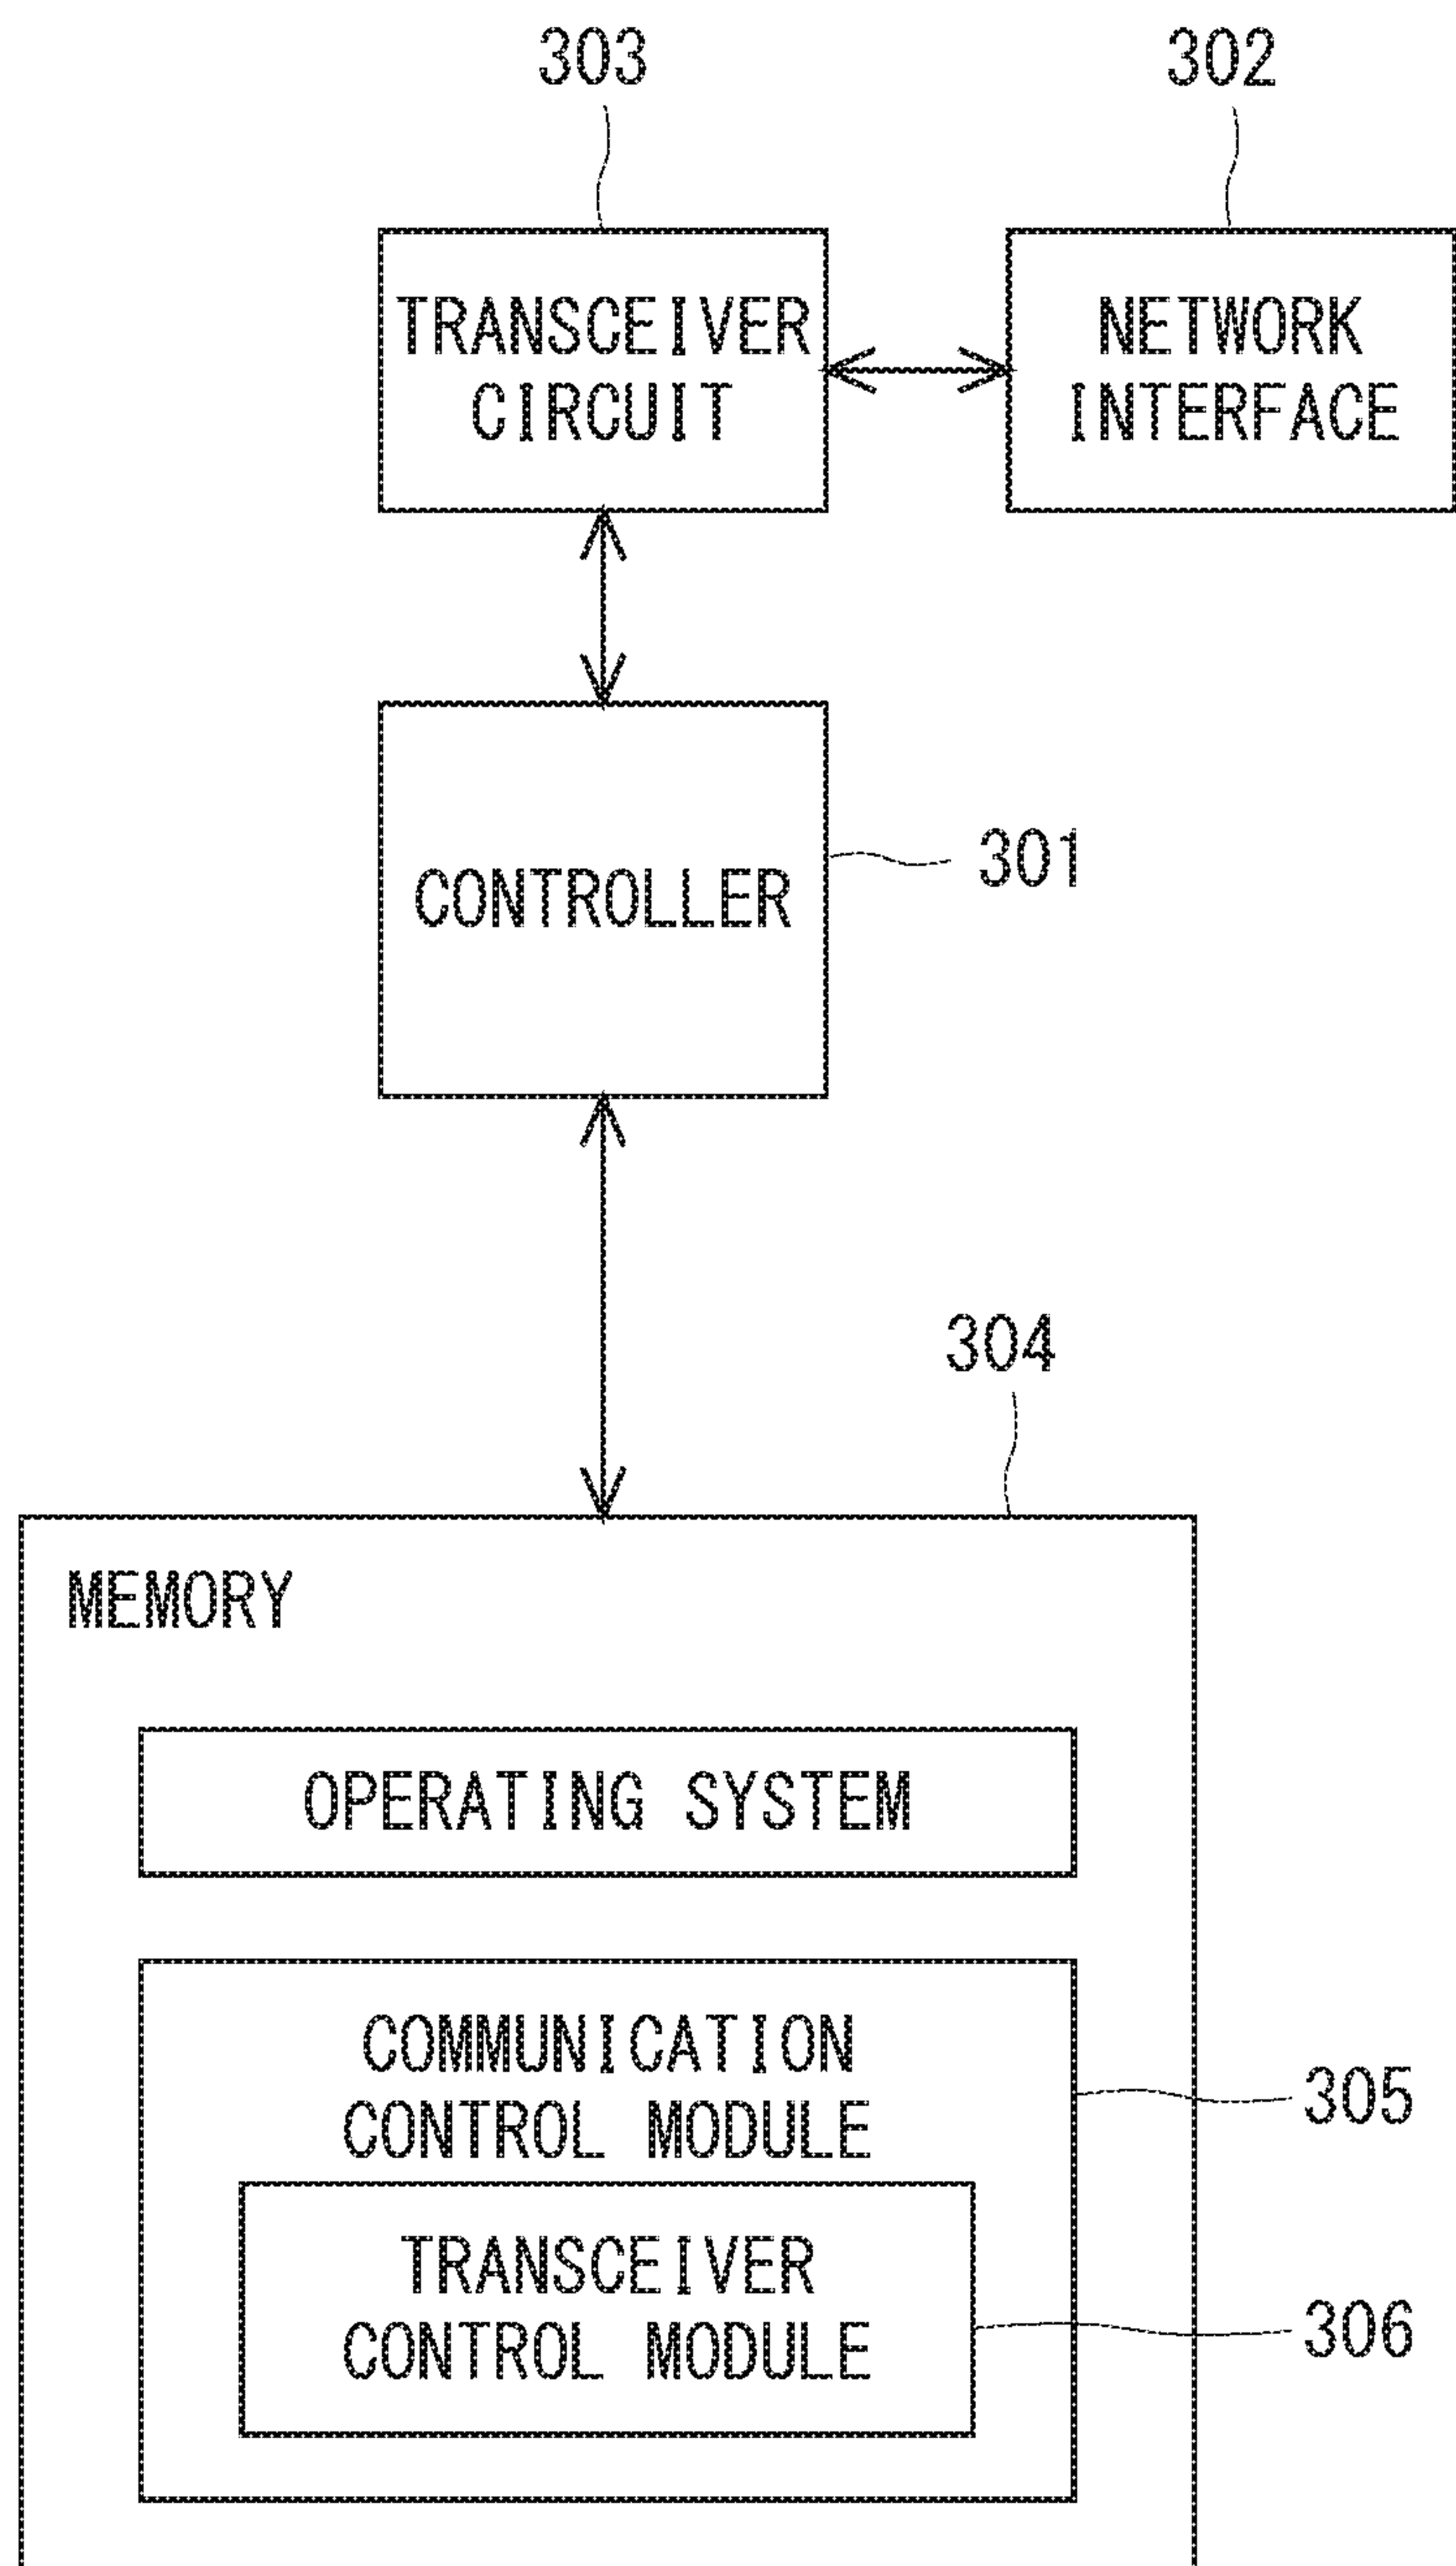 303
302
TRANSCEIVER
CIRCUIT
NETWORK
INTERFACE
CONTROLLER
301
304
MEMORY
OPERATING SYSTEM
COMMUNICATION
CONTROL MODULE
305
TRANSCEIVER
CONTROL MODULE
306